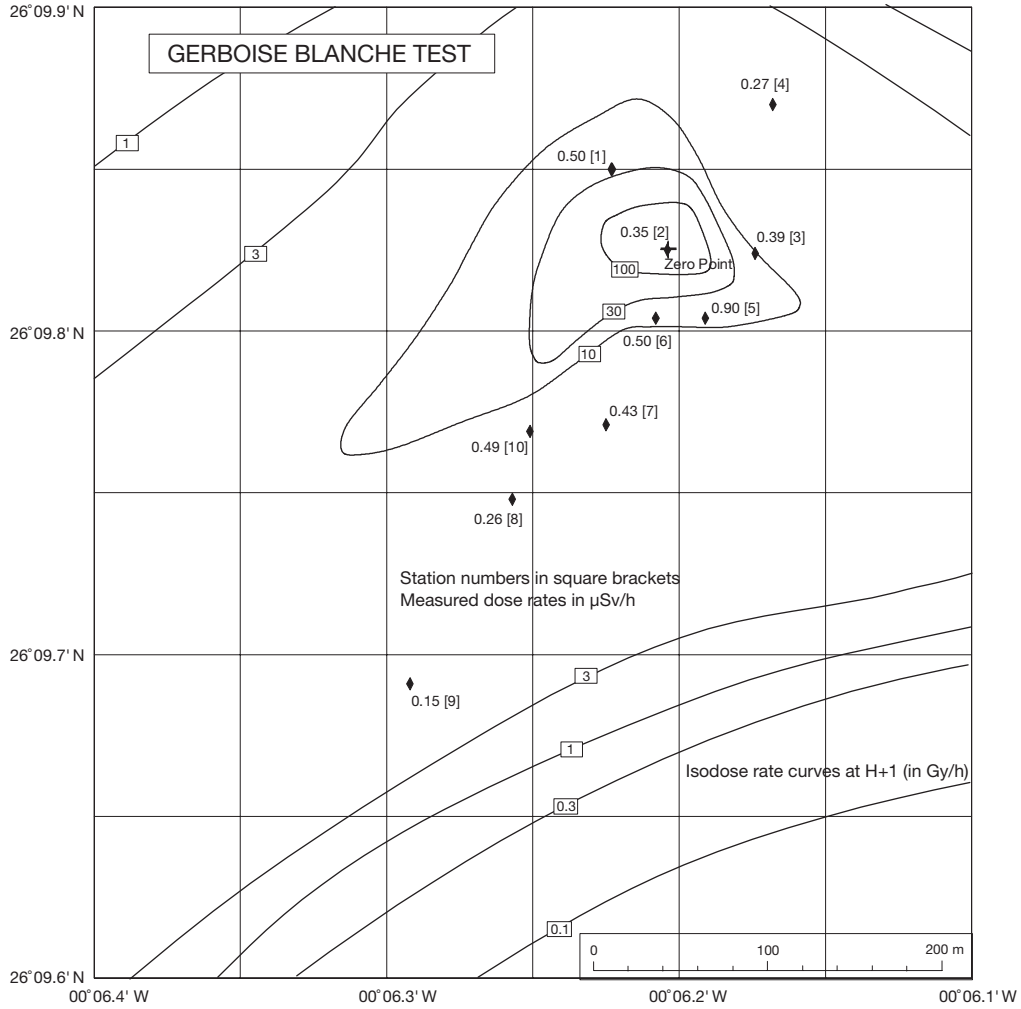 26°09.9' N
GERBOISE BLANCHE TEST
0.27 [4]
1
0.50 [1]
0.35 [2]
0.39 [3]
3
Zero Point
100
0.90 [5]
30
26°09.8' N
0.50 [6]
10
0.43 [7]
0.49 [10]
0.26 [8]
Station numbers in square brackets
Measured dose rates in µSv/h
26°09.7' N
3
0.15 [9]
1
Isodose rate curves at H+1 (in Gy/h)
0.3
0.1
0 100 200 m
26°09.6' N
00°06.4' W 00°06.3' W 00°06.2' W 00°06.1' W